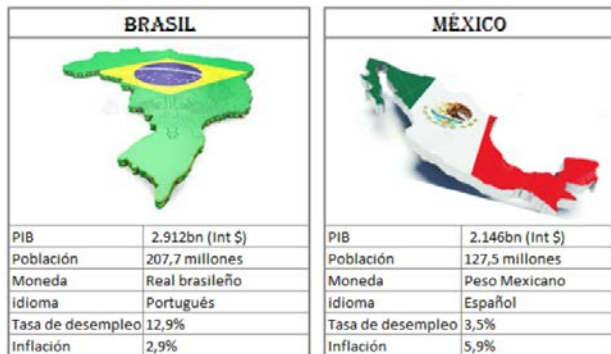 BRASIL
PIB 2.912bn (Int $)
Población 207,7 millones
Moneda Real brasileño
idioma Portugués
Tasa de desempleo 12,9%
Inflación 2,9%
MÉXICO
PIB 2.146bn (Int $)
Población 127,5 millones
Moneda Peso Mexicano
idioma Español
Tasa de desempleo 3,5%
Inflación 5,9%